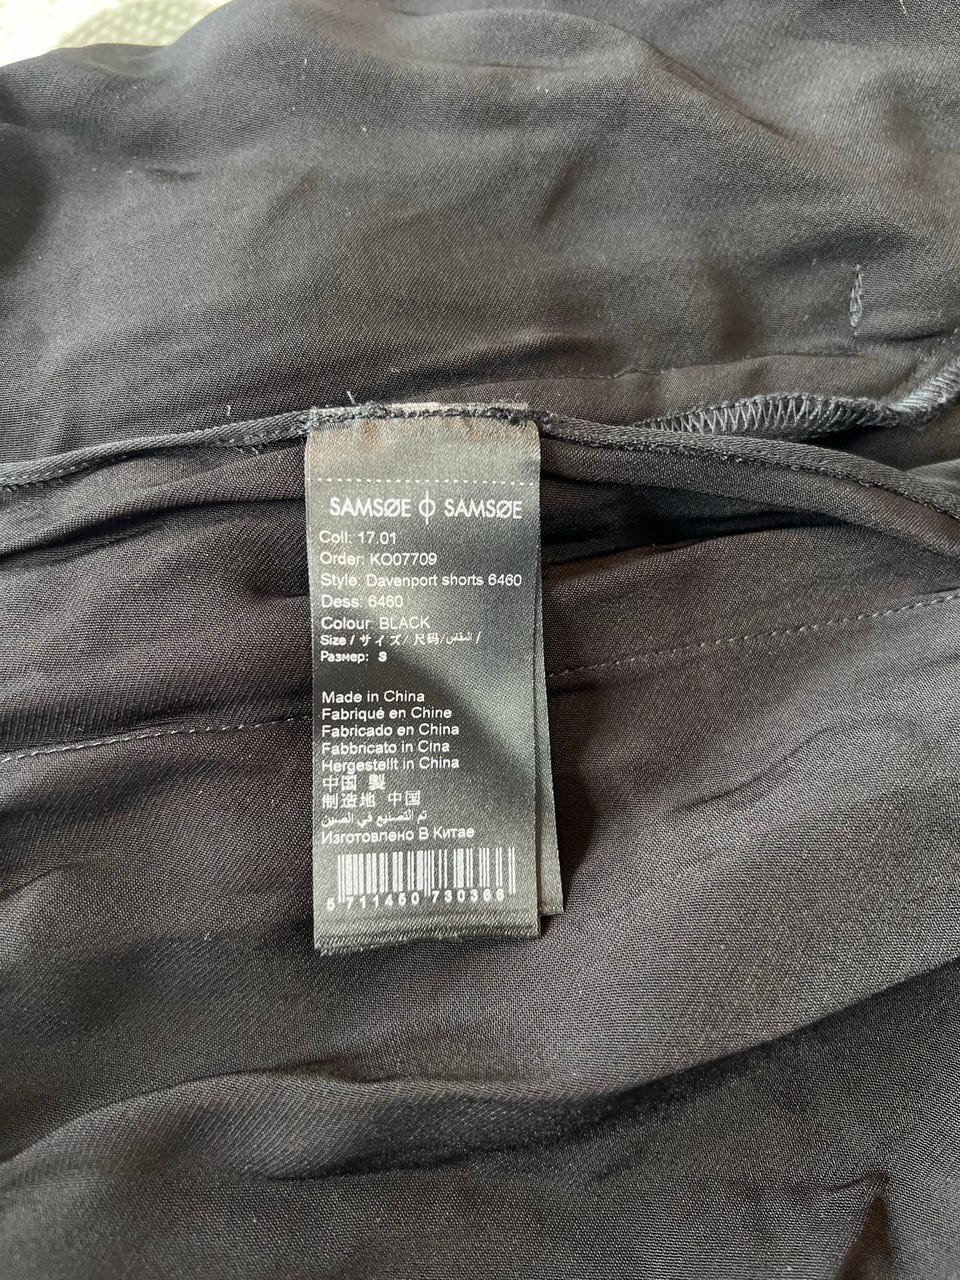 SAMSØE ϕ SAMSØE
Coll: 17.01
Order: KO07709
Style: Davenport shorts 6460
Dess: 6460
Colour: BLACK
Size / サイズ/ 尺码/المقاس /
Размер: S
Made in China
Fabriqué en Chine
Fabricado en China
Fabbricato in Cina
Hergestellt in China
中国 製
制造地 中国
تم التصنيع في الصين
Изготовлено В Китае
5 711450 730366